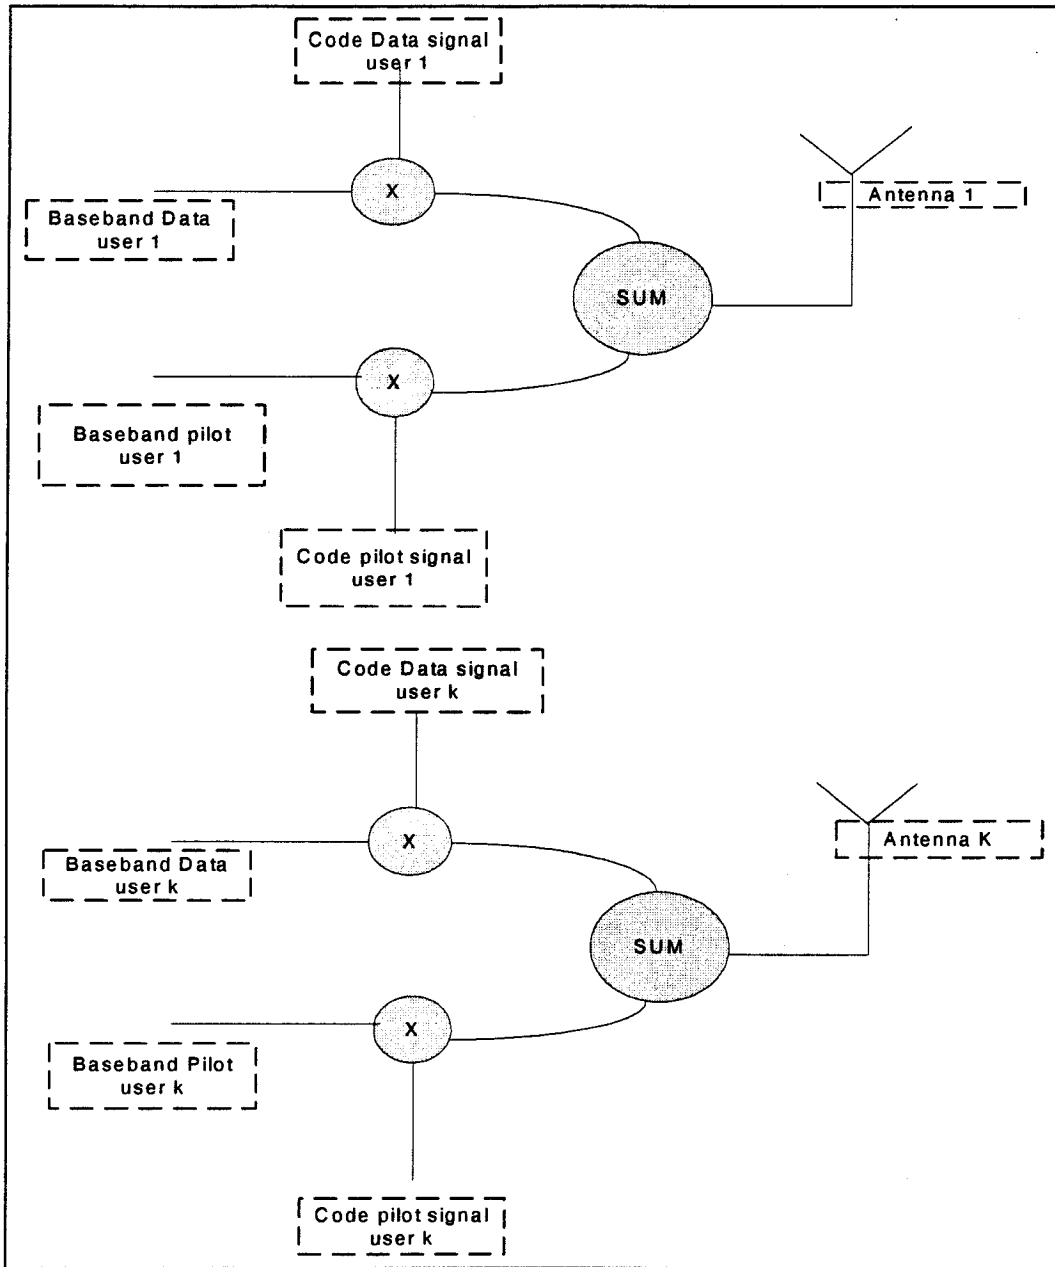 Code Data signal
user 1
X
Antenna 1
Baseband Data
user 1
SUM
X
Baseband pilot
user 1
Code pilot signal
user 1
Code Data signal
user k
X
Antenna K
Baseband Data
user k
SUM
X
Baseband Pilot
user k
Code pilot signal
user k